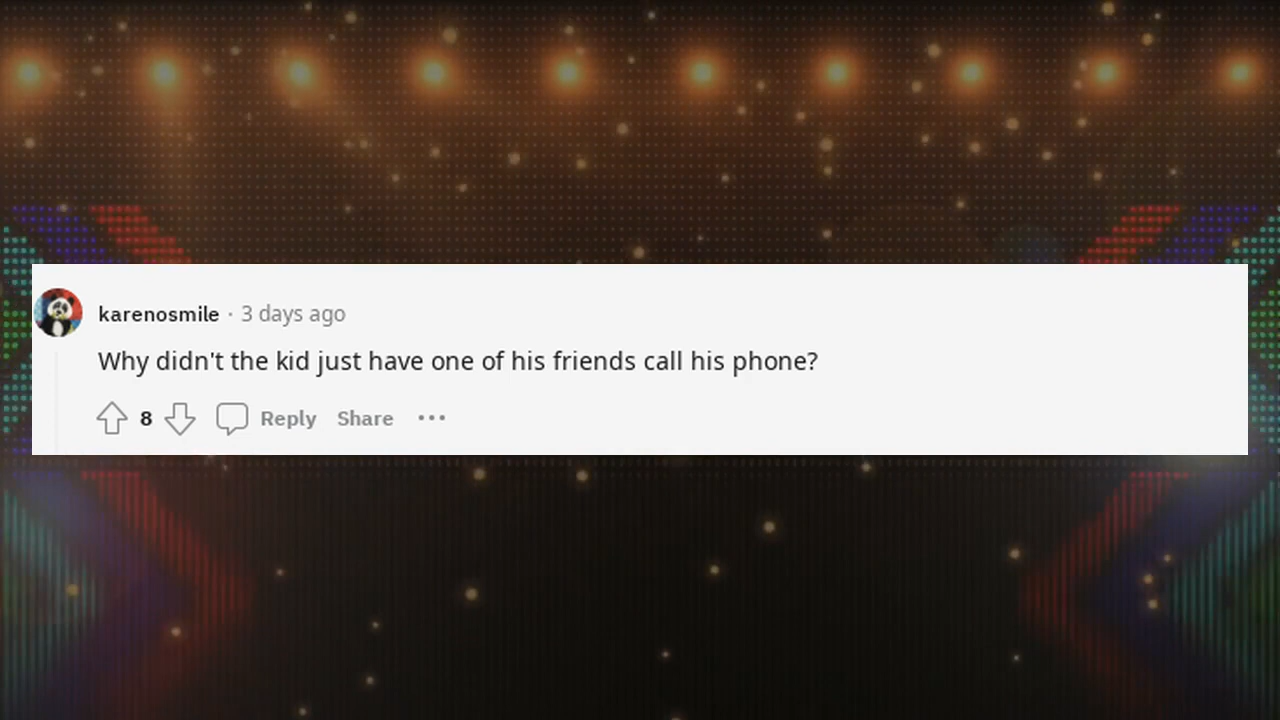 karenosmile · 3 days ago
Why didn't the kid just have one of his friends call his phone?
8 Reply Share ···